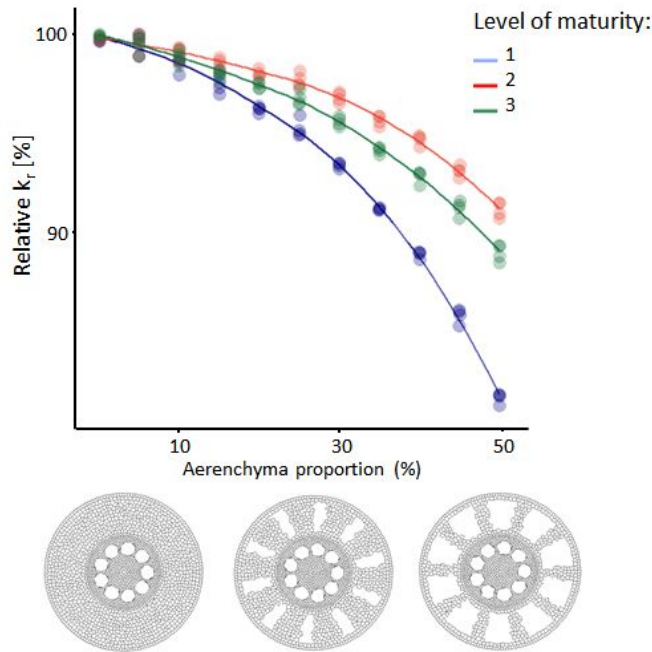 Level of maturity:
1
2
3
100
90
Relative kr [%]
10
30
50
Aerenchyma proportion (%)